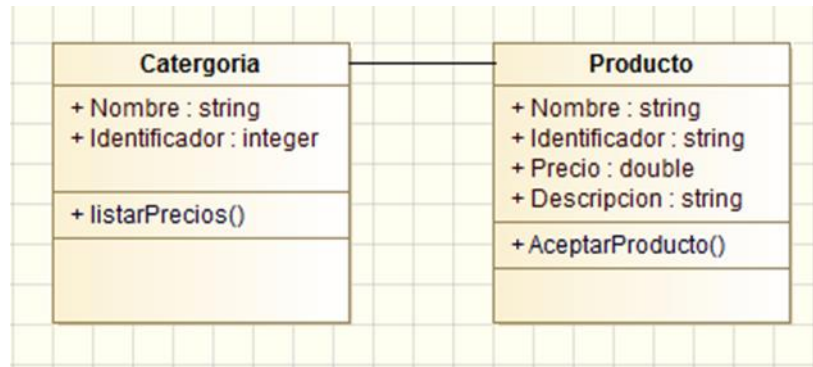 Catergoria
+ Nombre : string
+ Identificador : integer
+ listarPrecios()
Producto
+ Nombre : string
+ Identificador : string
+ Precio : double
+ Descripcion : string
+ AceptarProducto()